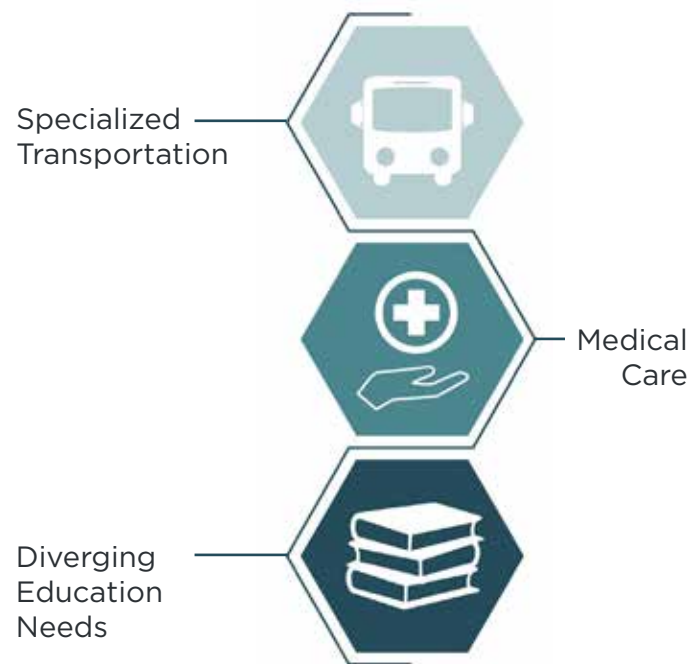 Specialized
Transportation
Medical
Care
Diverging
Education
Needs